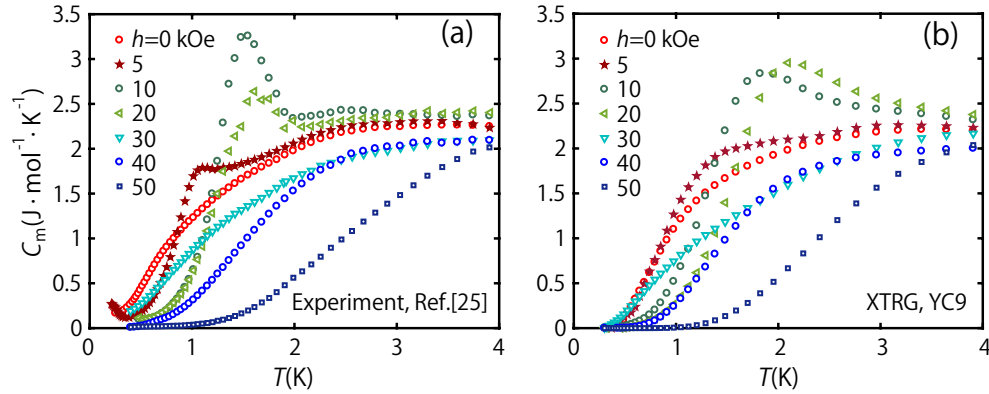 (a)
h=0 kOe
5
10
20
30
40
50
Experiment, Ref.[25]
3.5
3
2.5
2
1.5
1
0.5
0
0 1 2 3 4
T(K)
Cm(J · mol⁻¹ · K⁻¹)
(b)
h=0 kOe
5
10
20
30
40
50
XTRG, YC9
3.5
3
2.5
2
1.5
1
0.5
0
0 1 2 3 4
T(K)